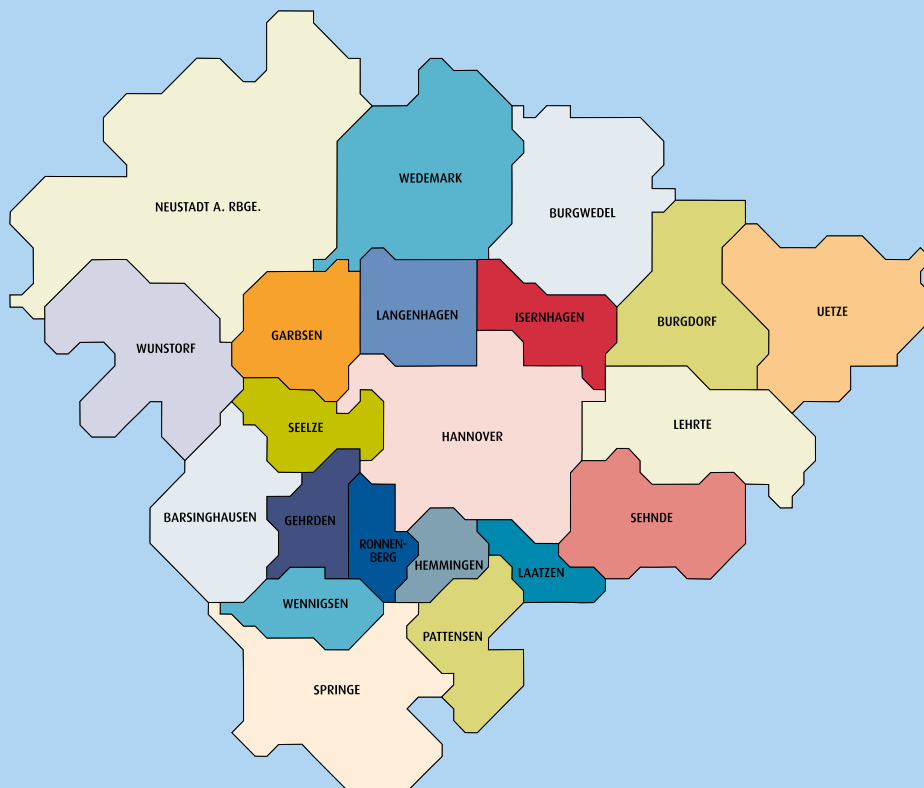 WEDEMARK
NEUSTADT A. RBGE.
BURGWEDEL
UETZE
LANGENHAGEN
ISERNHAGEN
BURGDORF
GARBSEN
WUNSTORF
LEHRTE
SEELZE
HANNOVER
BARSINGHAUSEN
GEHRDEN
SEHNDE
RONNEN-
BERG
HEMMINGEN
LAATZEN
WENNIGSEN
PATTENSEN
SPRINGE